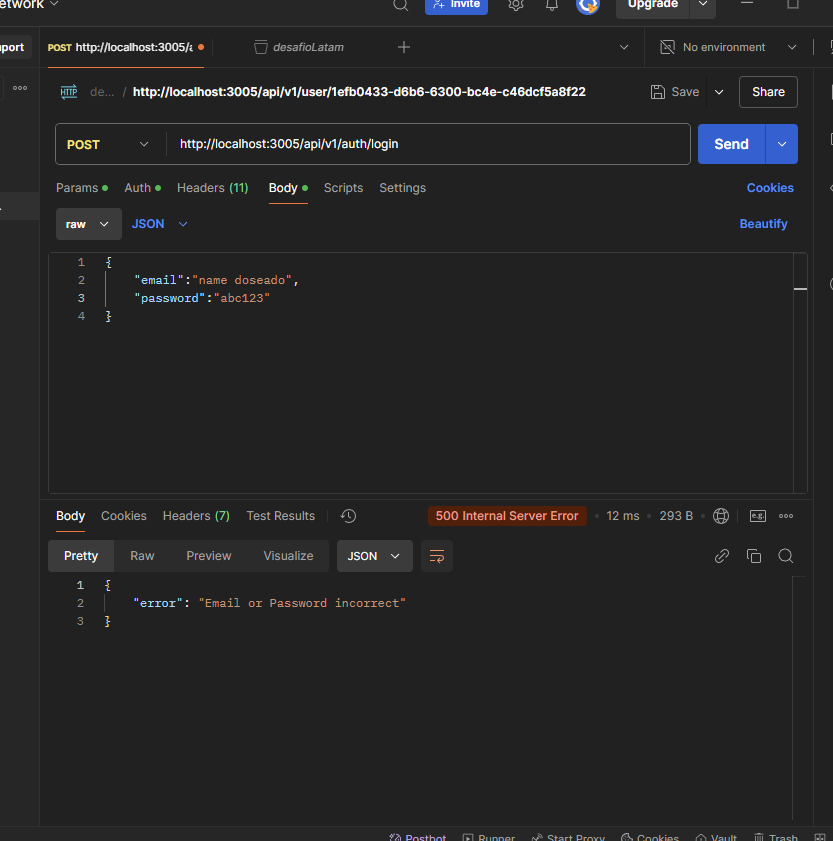 etwork
Invite
Upgrade
port
POST http://localhost:3005/a
desafioLatam
No environment
HTTP
de... / http://localhost:3005/api/v1/user/1efb0433-d6b6-6300-bc4e-c46dcf5a8f22
Save
Share
POST
http://localhost:3005/api/v1/auth/login
Send
Params
Auth
Headers (11)
Body
Scripts
Settings
Cookies
raw
JSON
Beautify
1 {
2 "email":"name doseado",
3 "password":"abc123"
4 }
Body
Cookies
Headers (7)
Test Results
500 Internal Server Error
12 ms
293 B
e.g.
Pretty
Raw
Preview
Visualize
JSON
1 {
2 "error": "Email or Password incorrect"
3 }
Postbot
Runner
Start Proxy
Cookies
Vault
Trash